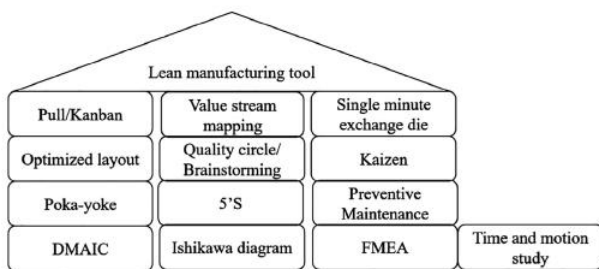 Lean manufacturing tool
Pull/Kanban
Value stream
mapping
Single minute
exchange die
Optimized layout
Quality circle/
Brainstorming
Kaizen
Poka-yoke
5'S
Preventive
Maintenance
DMAIC
Ishikawa diagram
FMEA
Time and motion
study